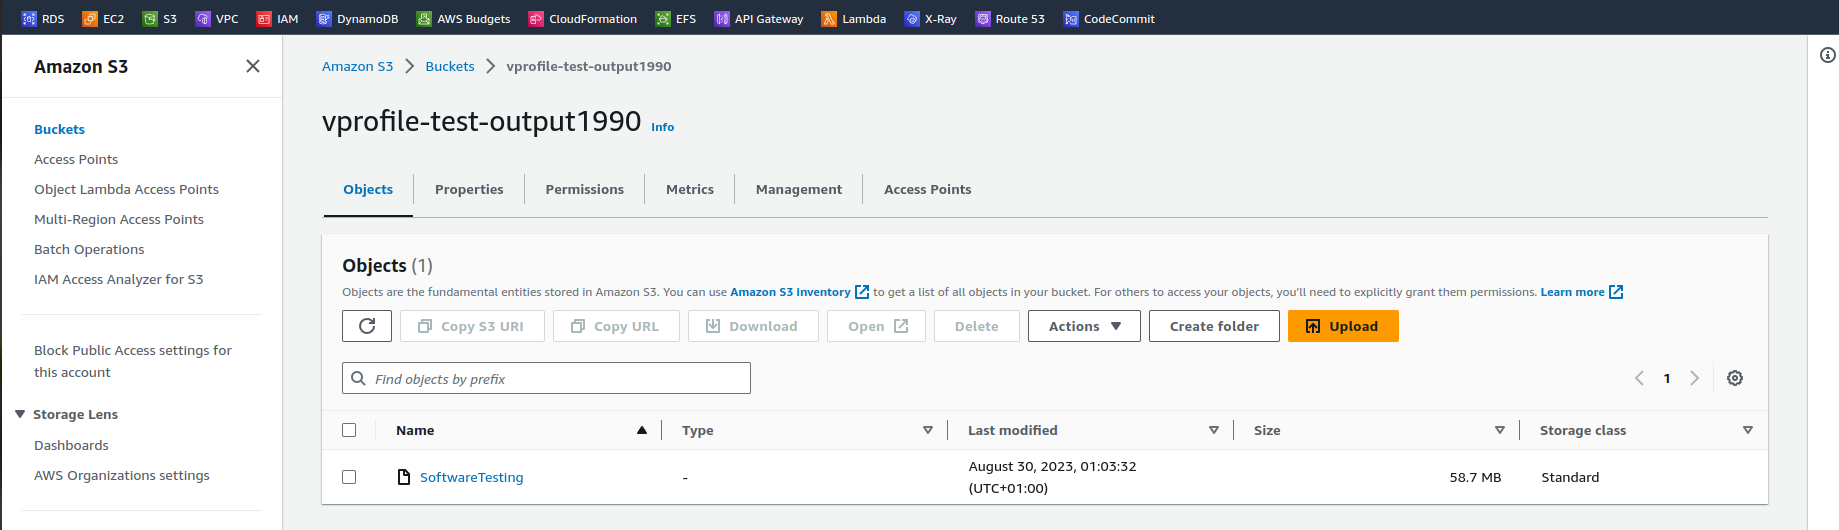 RDS EC2 S3 VPC IAM DynamoDB AWS Budgets CloudFormation EFS API Gateway Lambda X-Ray Route 53 CodeCommit
Amazon S3
Buckets
Access Points
Object Lambda Access Points
Multi-Region Access Points
Batch Operations
IAM Access Analyzer for S3
Block Public Access settings for
this account
Storage Lens
Dashboards
AWS Organizations settings
Amazon S3 Buckets vprofile-test-output1990
vprofile-test-output1990 Info
Objects Properties Permissions Metrics Management Access Points
Objects (1)
Objects are the fundamental entities stored in Amazon S3. You can use Amazon S3 inventory to get a list of all objects in your bucket. For others to access your objects, you'll need to explicitly grant them permissions. Learn more
Copy S3 URI Copy URL Download Open Delete Actions Create folder Upload
Find objects by prefix
1
Name Type Last modified Size Storage class
SoftwareTesting - August 30, 2023, 01:03:32 58.7 MB Standard
(UTC+01:00)